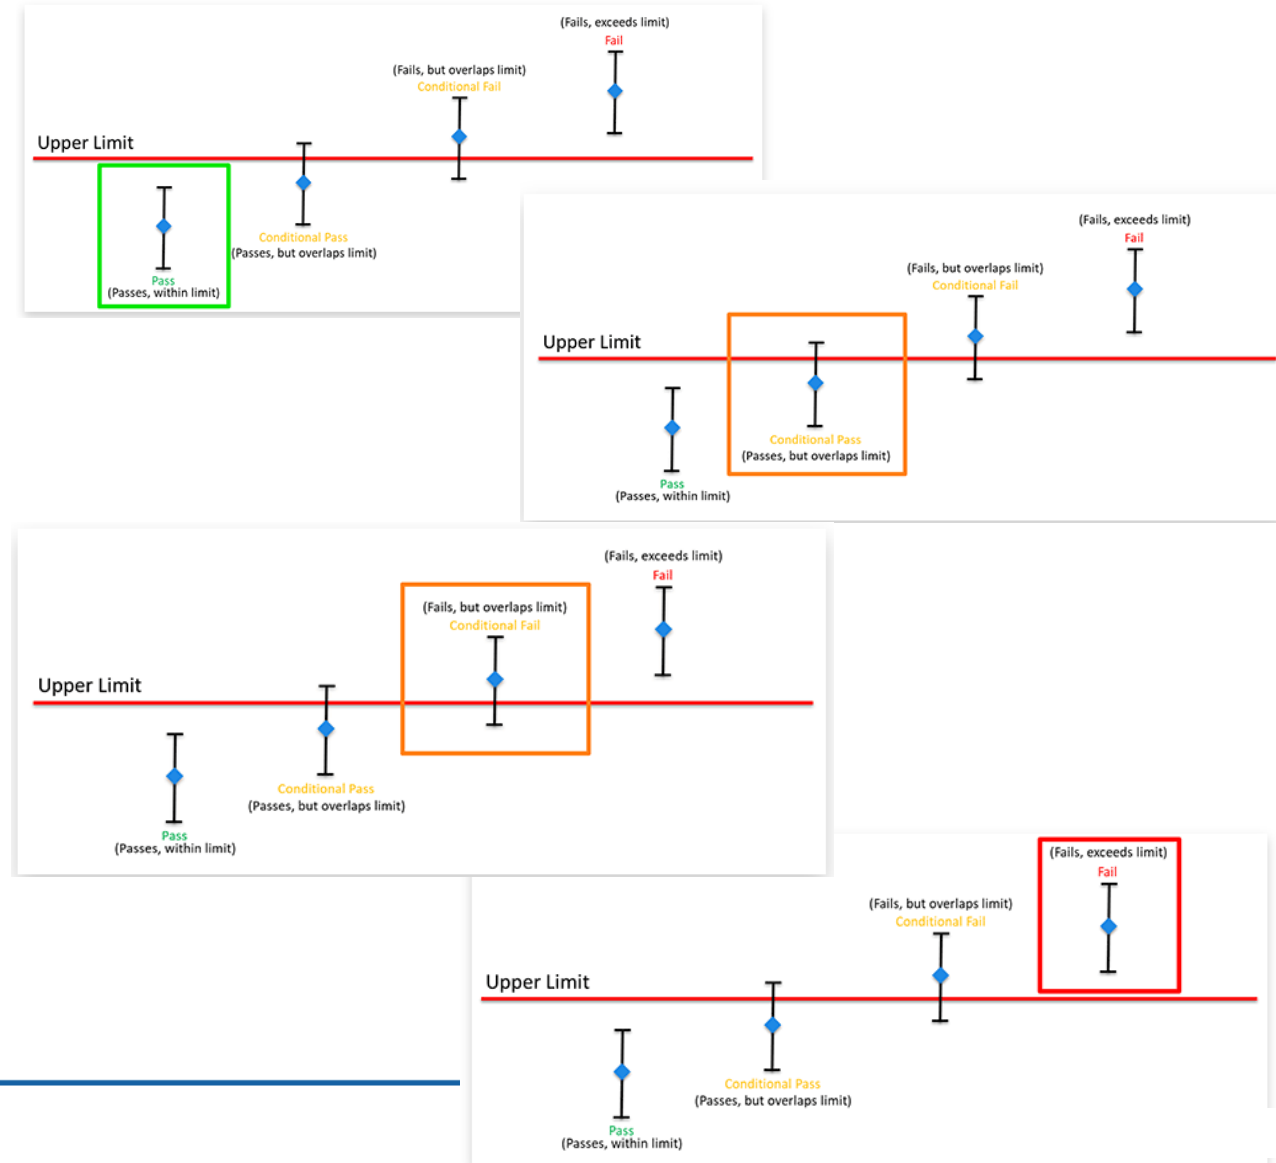 (Fails, exceeds limit)
Fail
(Fails, but overlaps limit)
Conditional Fail
Upper Limit
Conditional Pass
(Passes, but overlaps limit)
Pass
(Passes, within limit)
(Fails, exceeds limit)
Fail
(Fails, but overlaps limit)
Conditional Fail
Upper Limit
Conditional Pass
(Passes, but overlaps limit)
Pass
(Passes, within limit)
(Fails, exceeds limit)
Fail
(Fails, but overlaps limit)
Conditional Fail
Upper Limit
Conditional Pass
(Passes, but overlaps limit)
Pass
(Passes, within limit)
(Fails, exceeds limit)
Fail
(Fails, but overlaps limit)
Conditional Fail
Upper Limit
Conditional Pass
(Passes, but overlaps limit)
Pass
(Passes, within limit)